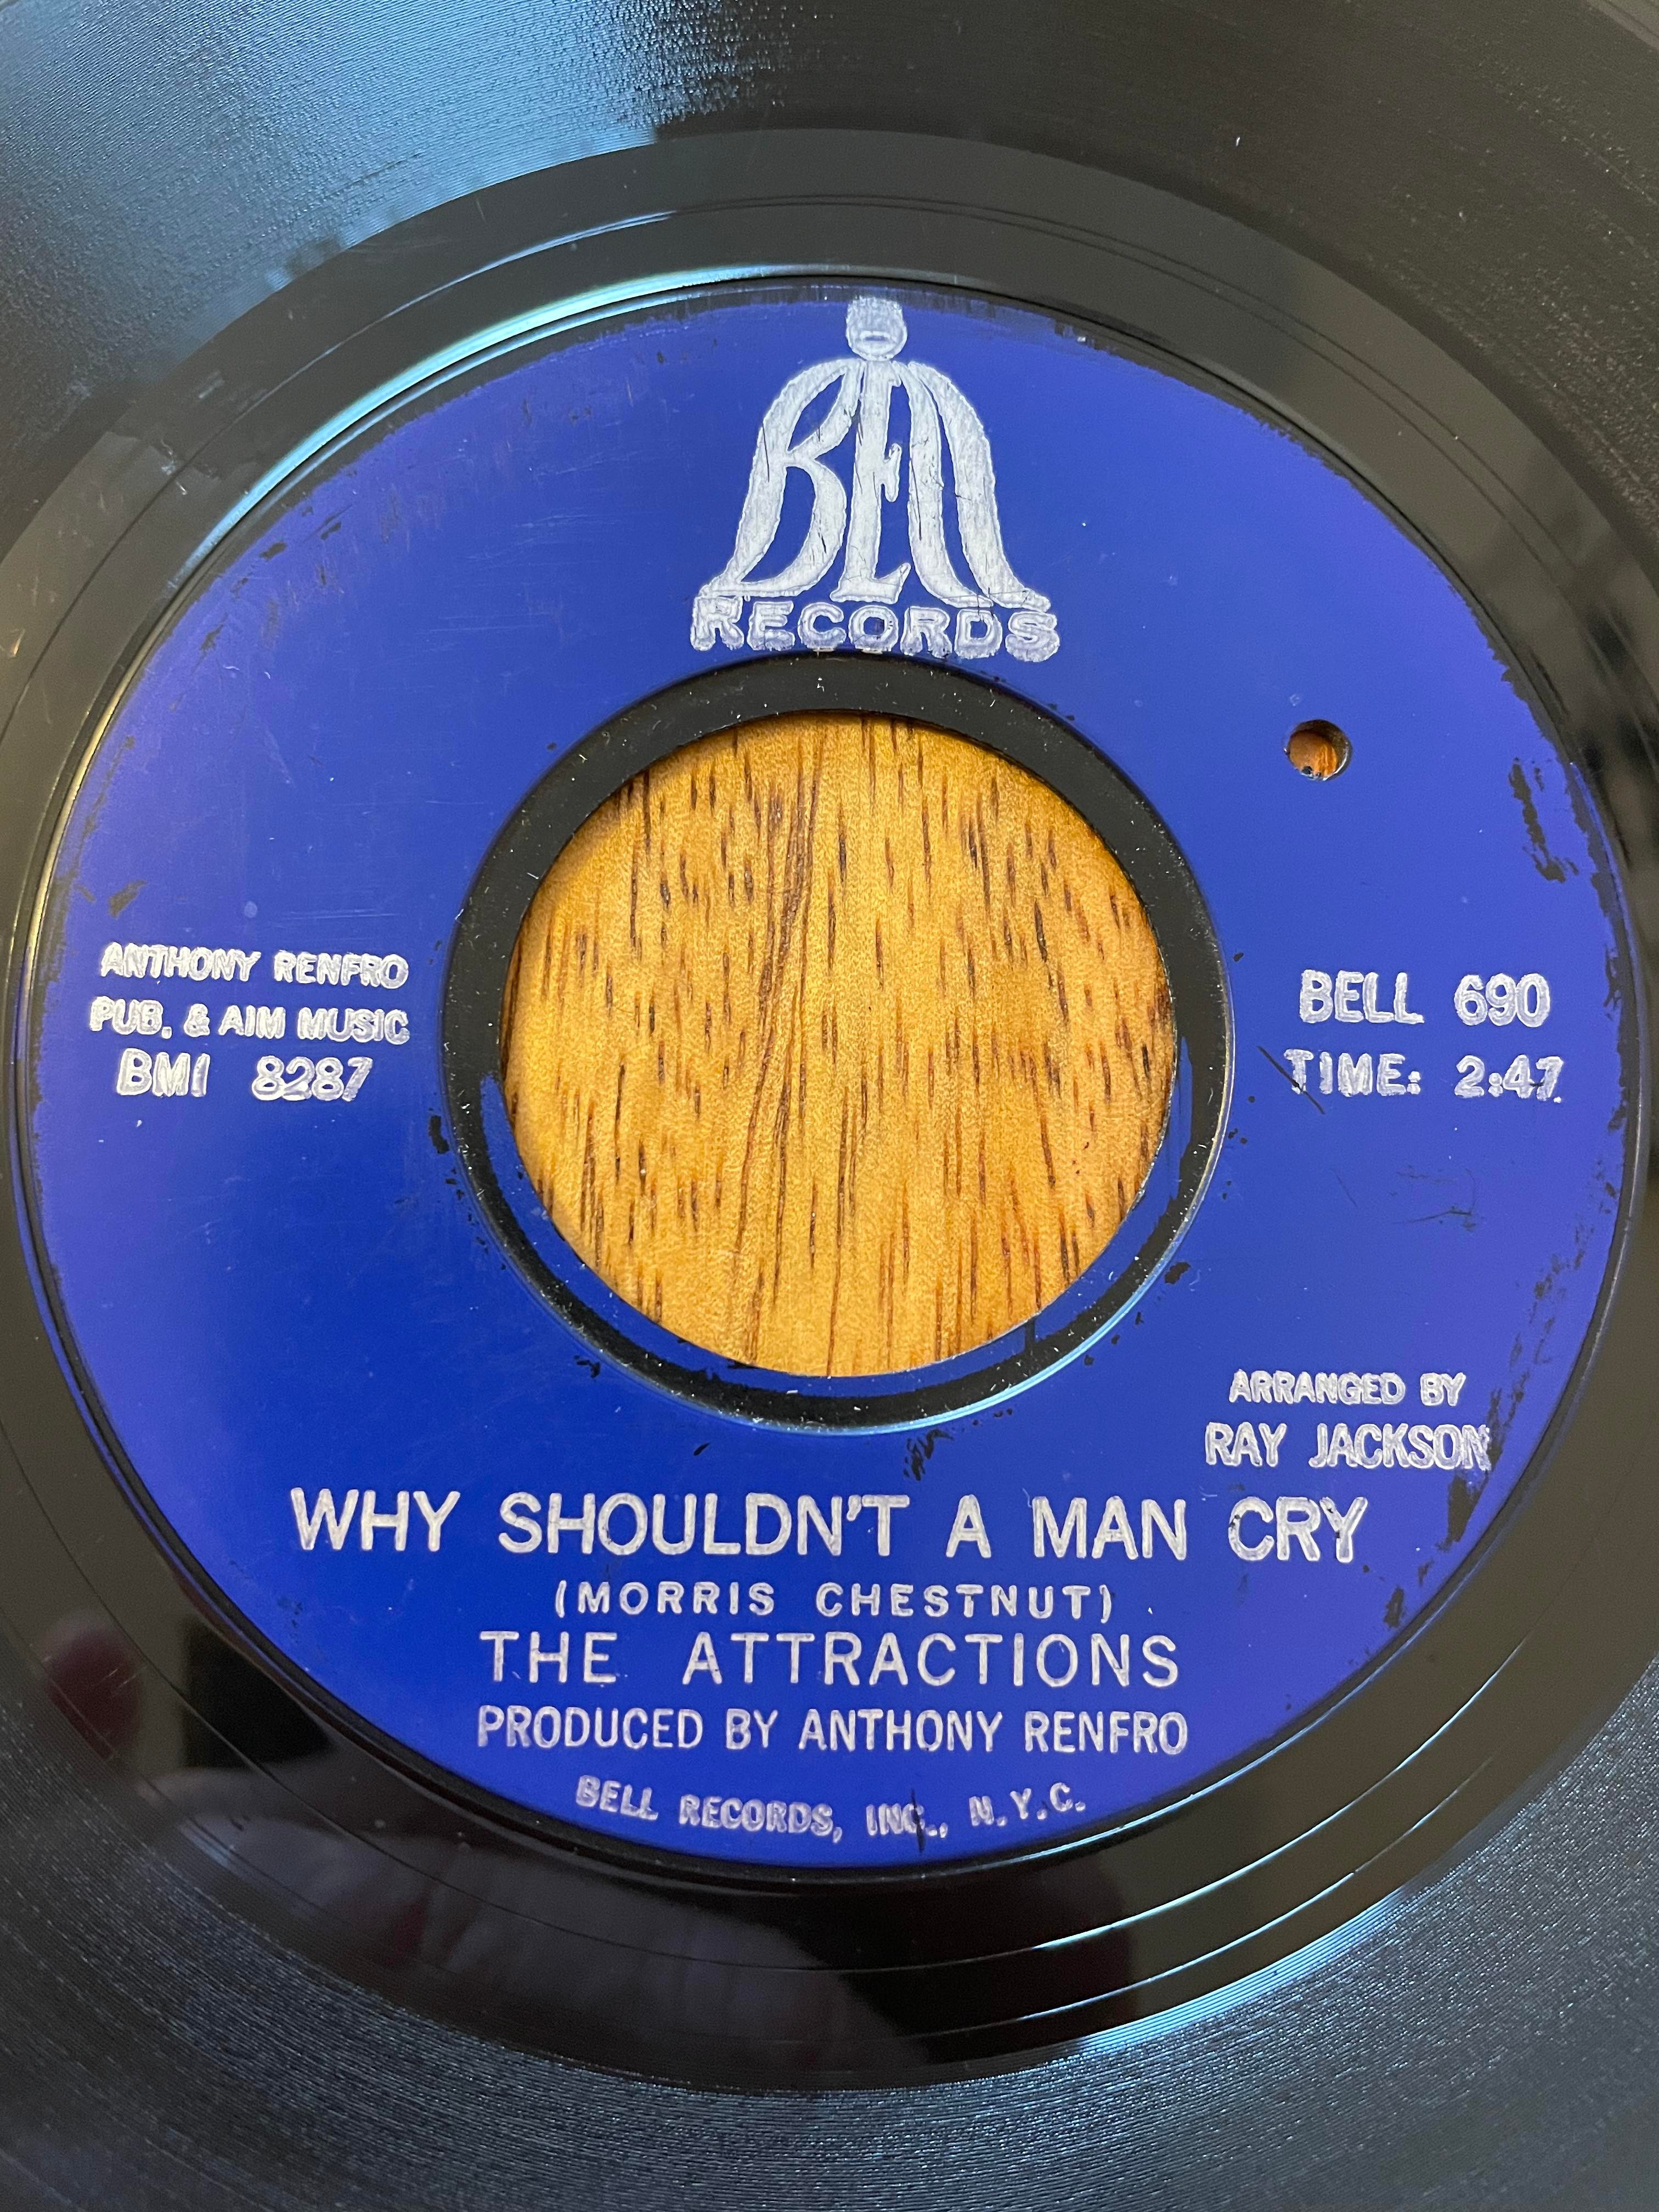 BELL
RECORDS
ANTHONY RENFRO
PUB. & AIM MUSIC
BMI 8287
BELL 690
TIME: 2:47
ARRANGED BY
RAY JACKSON
WHY SHOULDN'T A MAN CRY
(MORRIS CHESTNUT)
THE ATTRACTIONS
PRODUCED BY ANTHONY RENFRO
BELL RECORDS, INC., N.Y.C.